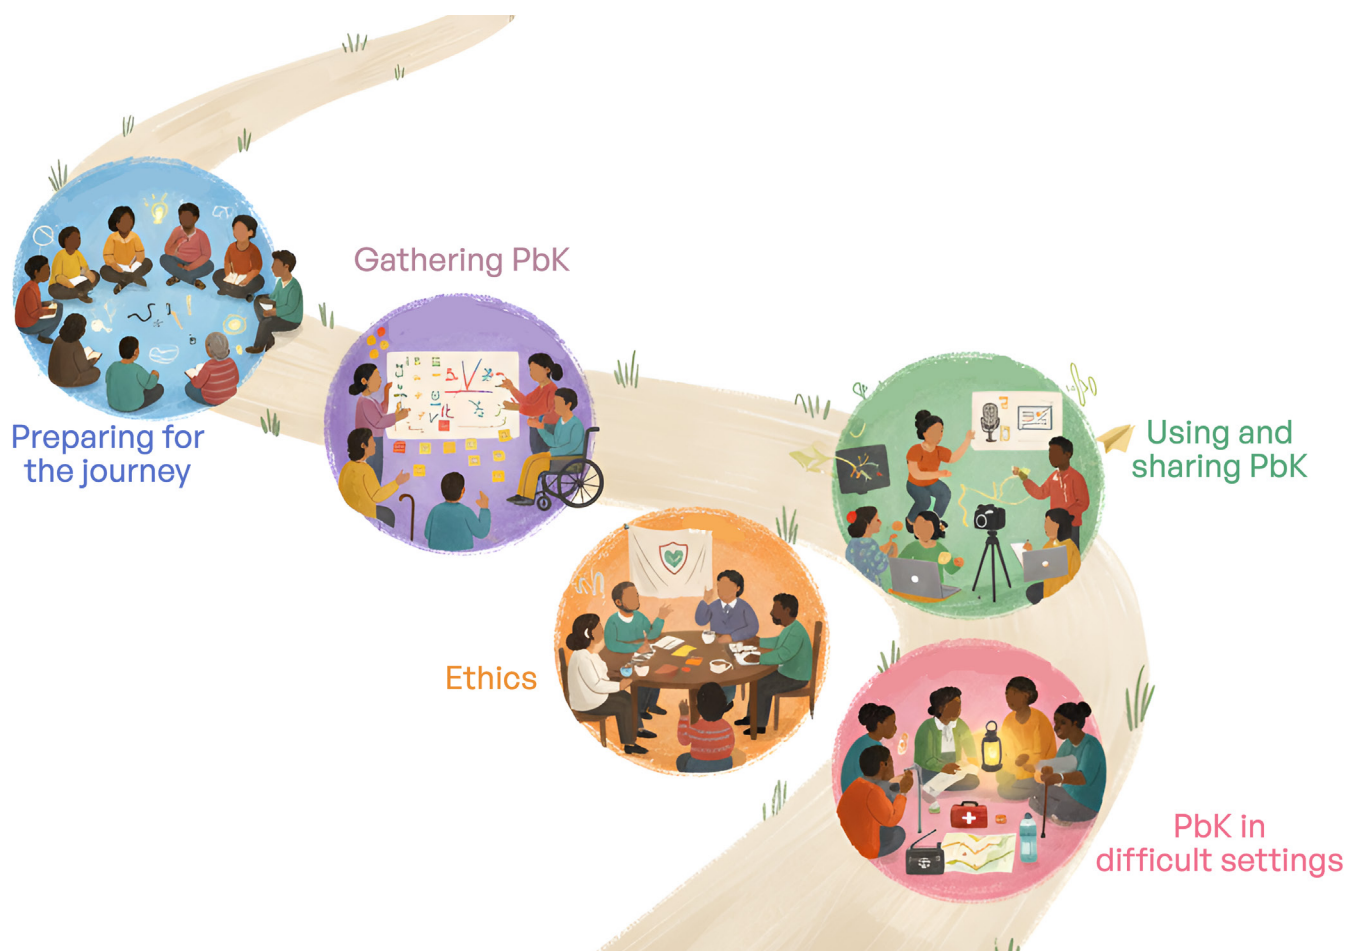 Gathering PbK
Preparing for
the journey
Using and
sharing PbK
Ethics
PbK in
difficult settings